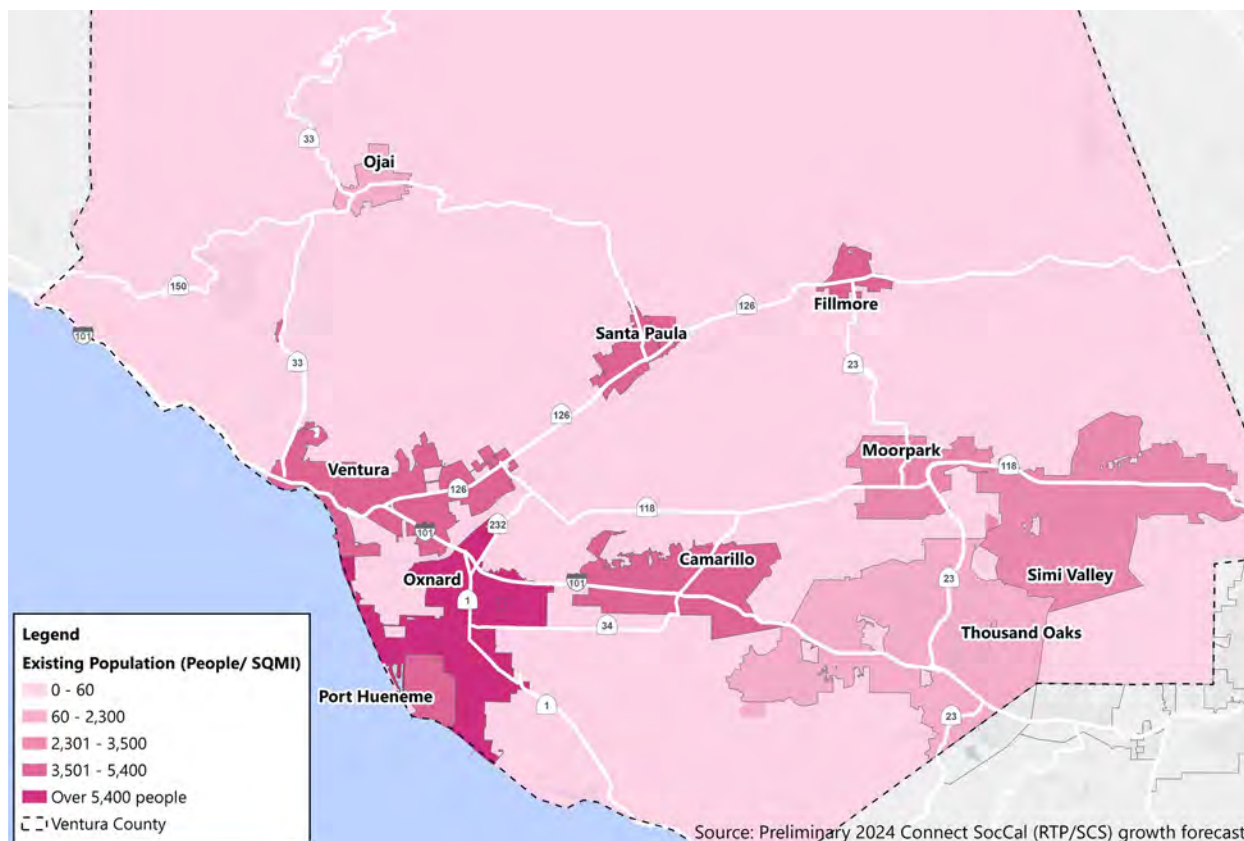 33
Ojai
150
101
Santa Paula
126
Fillmore
33
23
126
Ventura
Moorpark
118
126
118
232
101
Camarillo
Oxnard
101
23
Simi Valley
1
34
Thousand Oaks
Port Hueneme
1
23
Legend
Existing Population (People/ SQMI)
0 - 60
60 - 2,300
2,301 - 3,500
3,501 - 5,400
Over 5,400 people
Ventura County
Source: Preliminary 2024 Connect SocCal (RTP/SCS) growth forecast